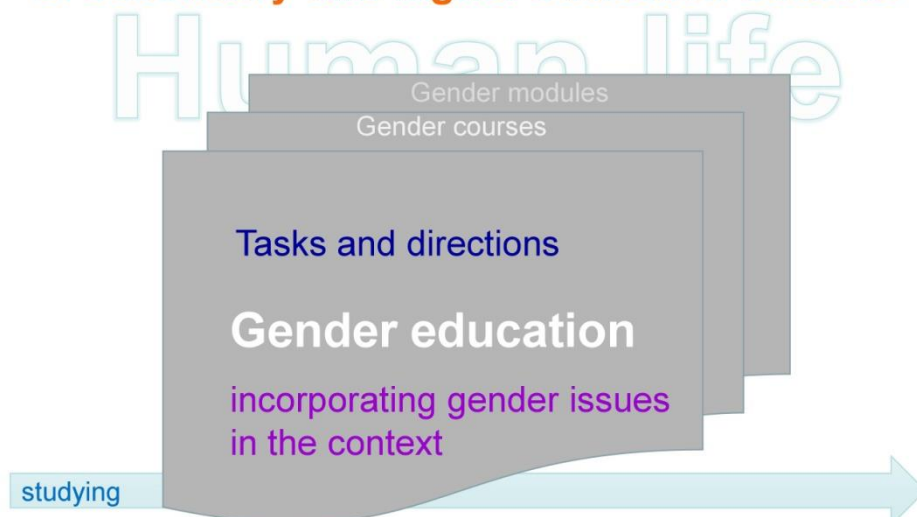 Human life
Gender modules
Gender courses
Tasks and directions
Gender education
incorporating gender issues
in the context
studying